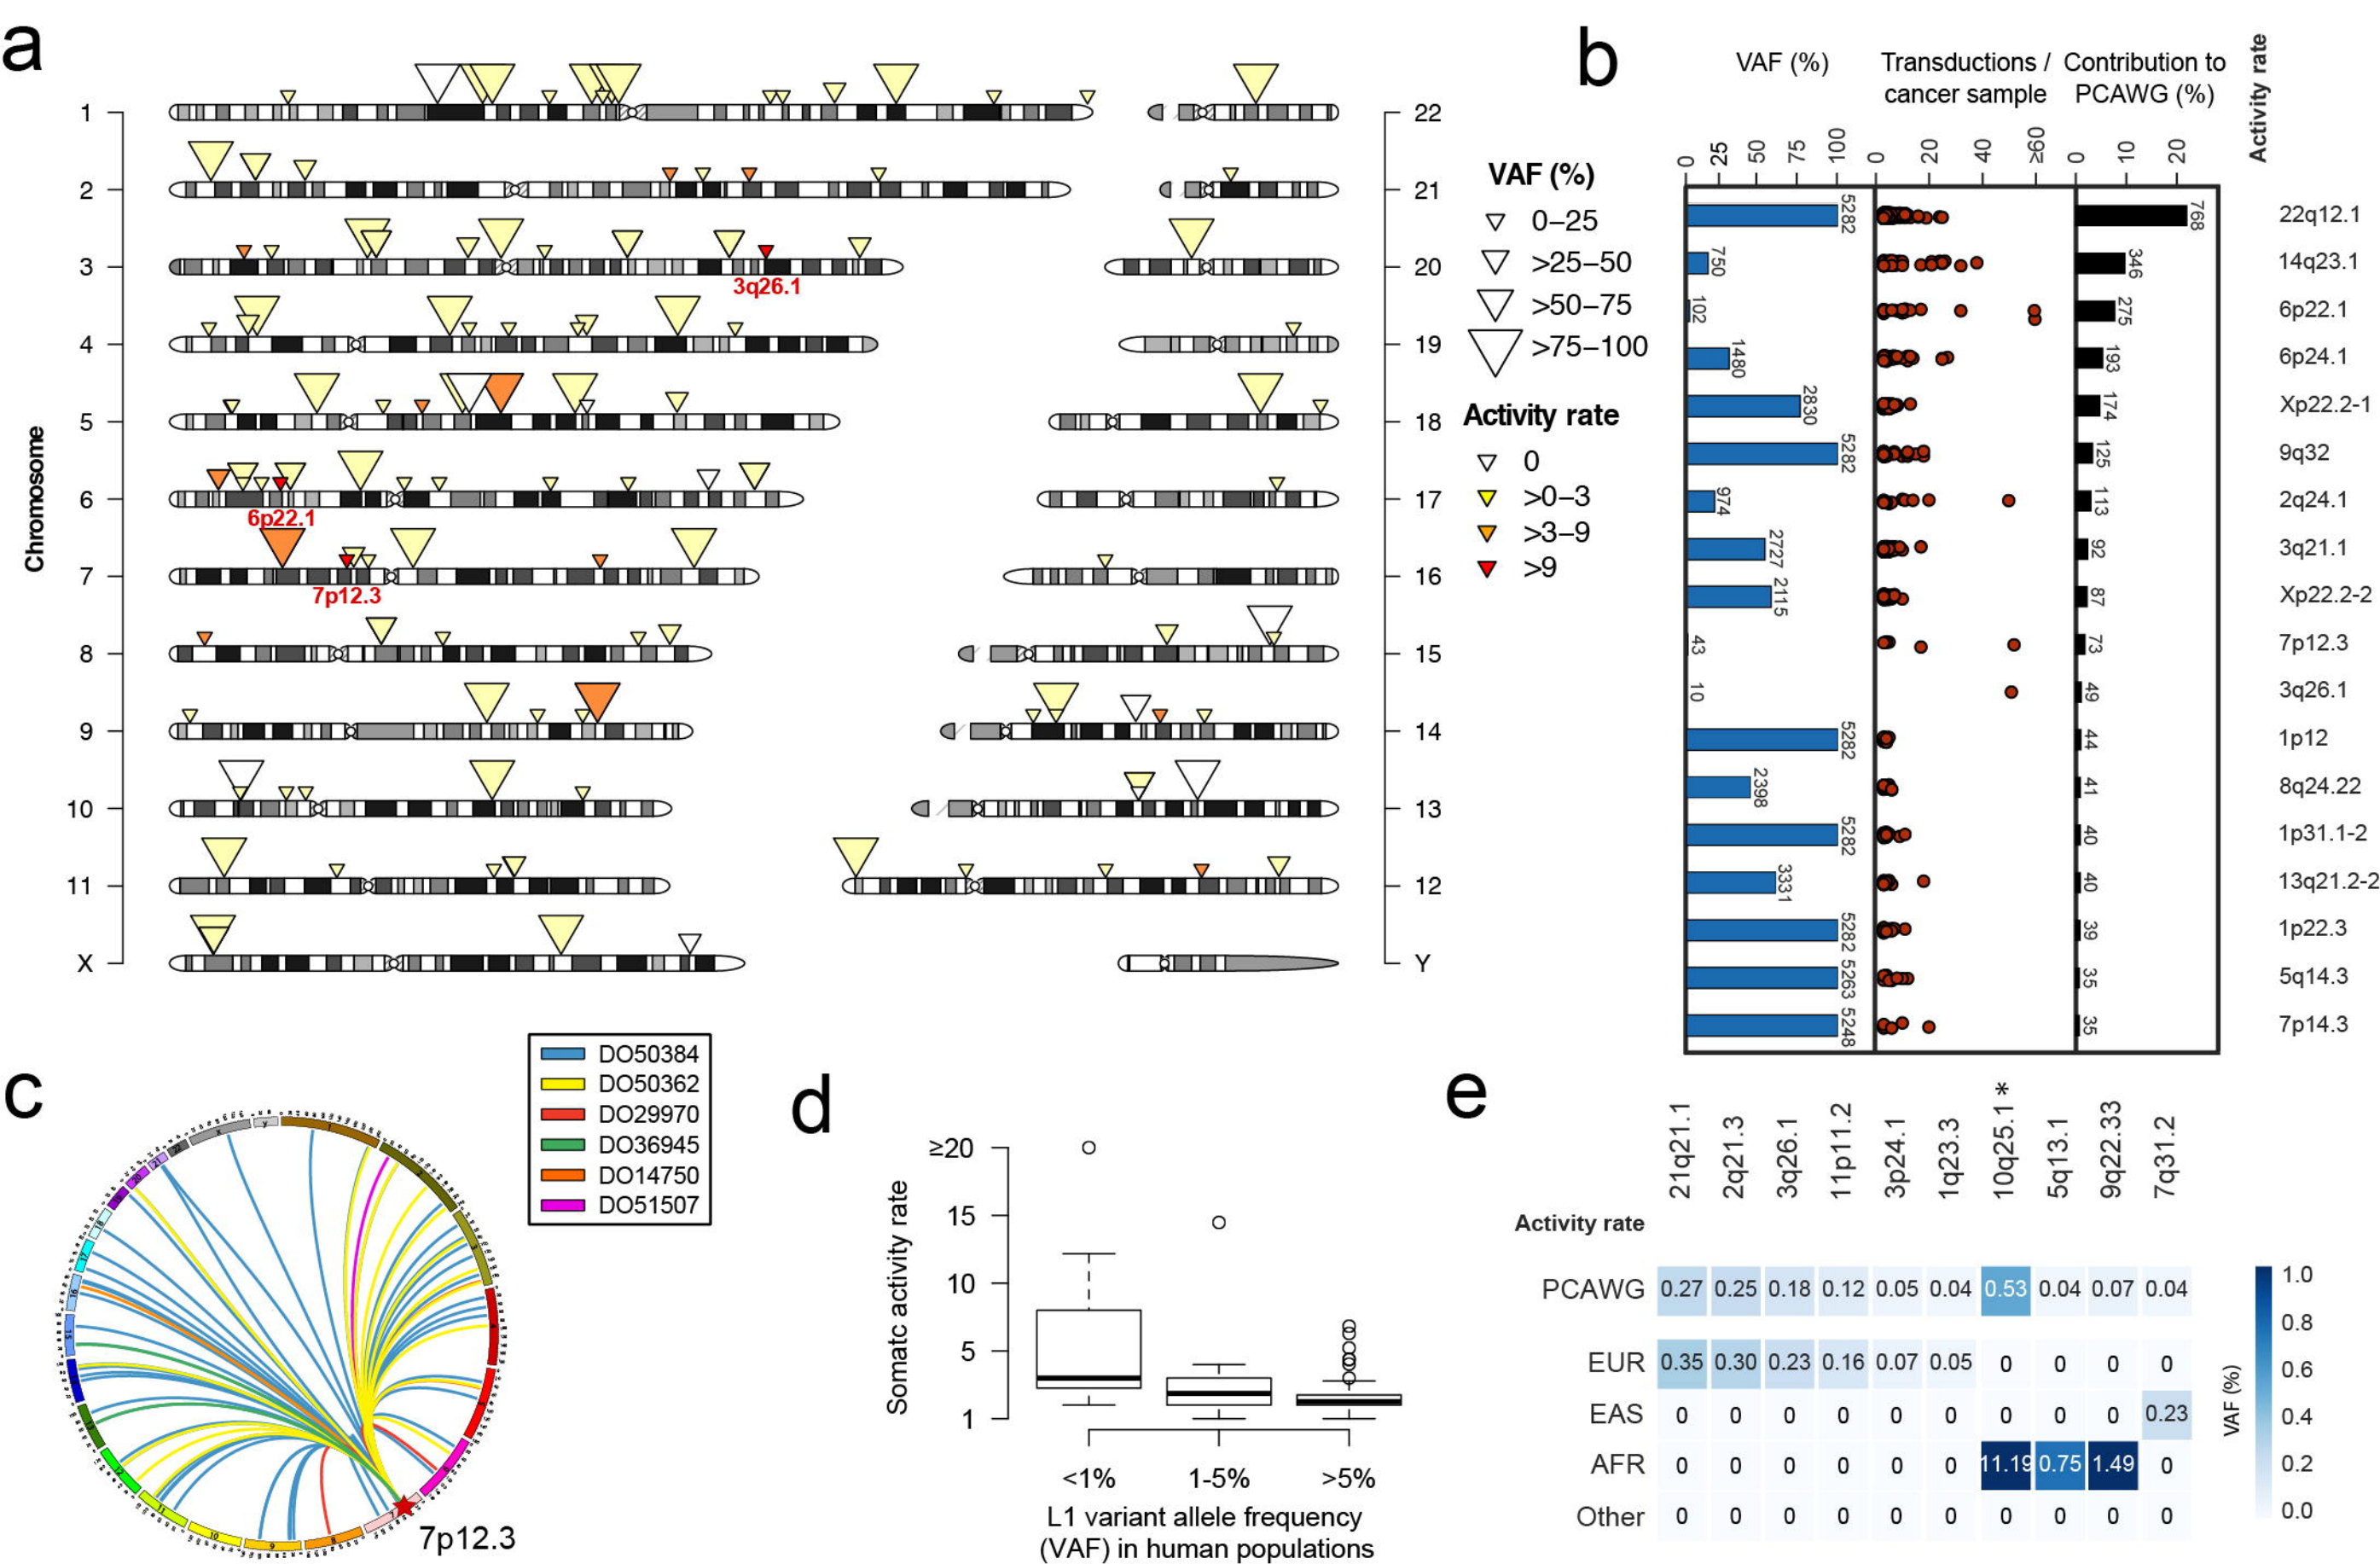 a
1
2
3
3q26.1
4
5
6
6p22.1
7
7p12.3
8
9
10
11
X
Chromosome
22
21
20
19
18
17
16
15
14
13
12
Y
VAF (%)
0–25
>25–50
>50–75
>75–100
Activity rate
0
>0–3
>3–9
>9
b
VAF (%)
Transductions /
cancer sample
Contribution to
PCAWG (%)
Activity rate
0 25 50 75 100
0 20 40 ≥60
0 10 20
5282 768 22q12.1
750 346 14q23.1
102 275 6p22.1
1480 193 6p24.1
2830 174 Xp22.2-1
5282 125 9q32
974 113 2q24.1
2727 92 3q21.1
2115 87 Xp22.2-2
43 73 7p12.3
10 49 3q26.1
5282 44 1p12
2398 41 8q24.22
5282 40 1p31.1-2
3331 40 13q21.2-2
5282 39 1p22.3
5263 35 5q14.3
5248 35 7p14.3
c
DO50384
DO50362
DO29970
DO36945
DO14750
DO51507
7p12.3
d
Somatc activity rate
≥20
15
10
5
1
<1% 1-5% >5%
L1 variant allele frequency
(VAF) in human populations
e
21q21.1 2q21.3 3q26.1 11p11.2 3p24.1 1q23.3 10q25.1 * 5q13.1 9q22.33 7q31.2
Activity rate
PCAWG 0.27 0.25 0.18 0.12 0.05 0.04 0.53 0.04 0.07 0.04
EUR 0.35 0.30 0.23 0.16 0.07 0.05 0 0 0 0
EAS 0 0 0 0 0 0 0 0 0 0.23
AFR 0 0 0 0 0 0 11.19 0.75 1.49 0
Other 0 0 0 0 0 0 0 0 0 0
VAF (%)
1.0
0.8
0.6
0.4
0.2
0.0